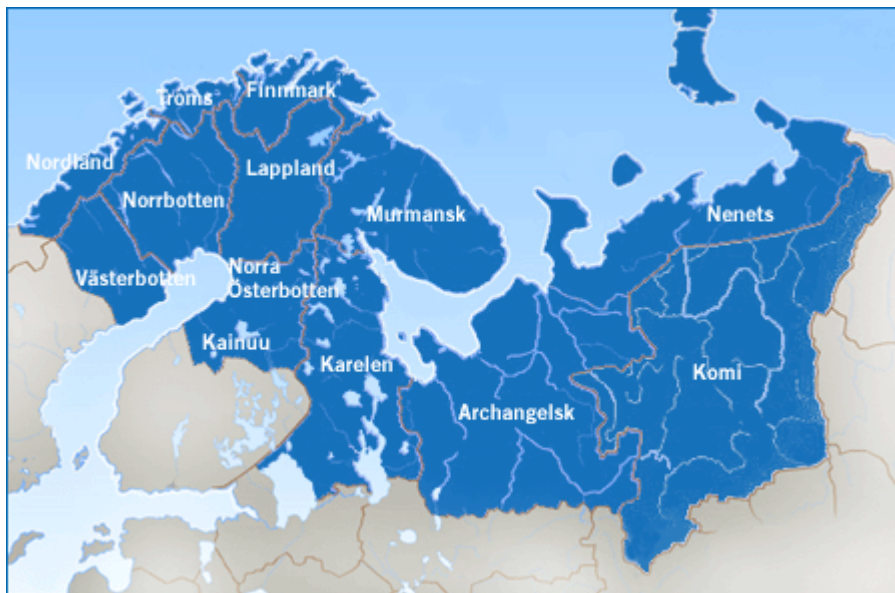 Finnmark
Troms
Nordland
Lappland
Norrbotten
Murmansk
Nenets
Västerbotten
Norra
Österbotten
Kainuu
Karelen
Komi
Archangelsk